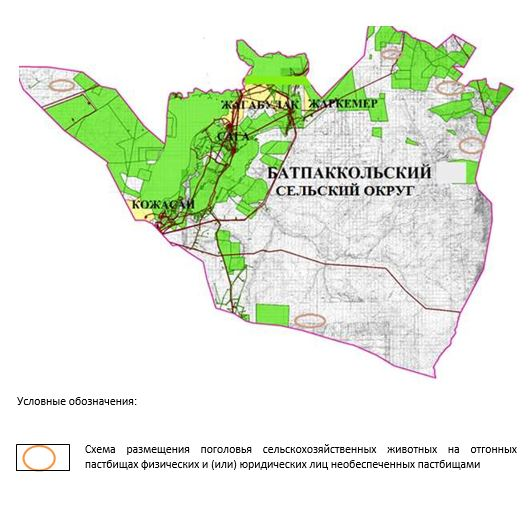 ЖАГАБУЛАК ЖАРКЕМЕР
САГА
БАТПАККОЛЬСКИЙ
СЕЛЬСКИЙ ОКРУГ
КОЖАСАЙ
Условные обозначения:
Схема размещения поголовья сельскохозяйственных животных на отгонных
пастбищах физических и (или) юридических лиц необеспеченных пастбищами